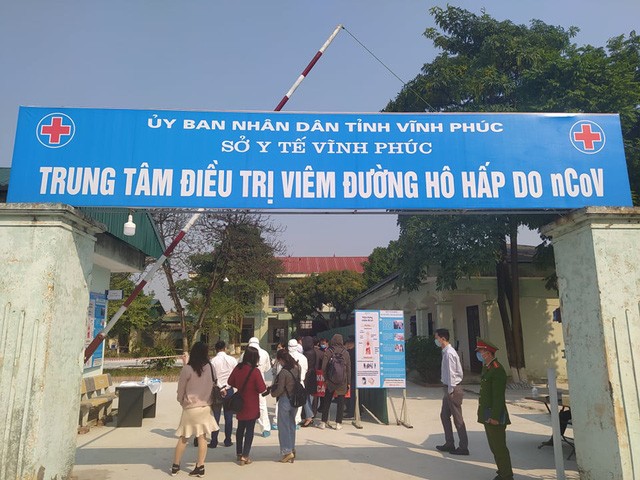 ỦY BAN NHÂN DÂN TỈNH VĨNH PHÚC
SỞ Y TẾ VĨNH PHÚC
TRUNG TÂM ĐIỀU TRỊ VIÊM ĐƯỜNG HÔ HẤP DO nCoV